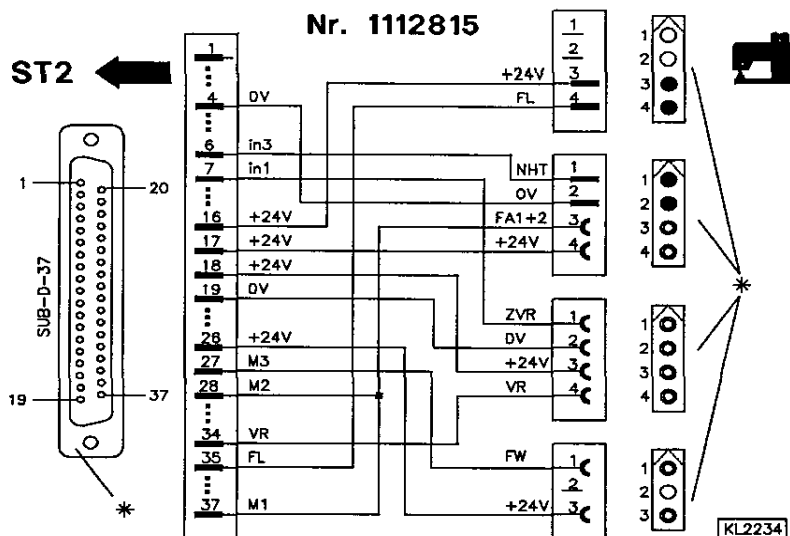 Nr. 1112815
ST2
SUB-D-37
1
20
19
37
*
1
4 0V
6 in3
7 in1
16 +24V
17 +24V
18 +24V
19 0V
26 +24V
27 M3
28 M2
34 VR
35 FL
37 M1
1
2
+24V 3
FL 4
NHT 1
0V 2
FA1+2 3
+24V 4
ZVR 1
0V 2
+24V 3
VR 4
FW 1
2
+24V 3
1
2
3
4
1
2
3
4
1
2
3
4
1
2
3
*
KL2234